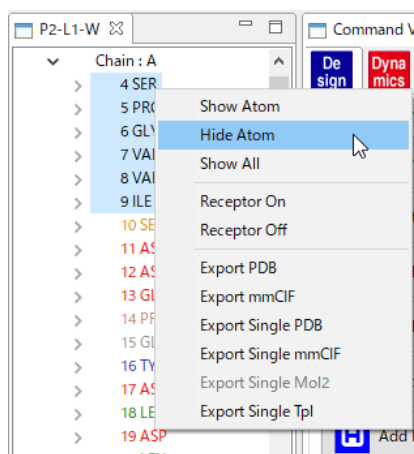 P2-L1-W
Command V
Chain : A
De
sign
Dyna
mics
4 SER
5 PRO
6 GLY
7 VAL
8 VAL
9 ILE
10 SE
11 AS
12 AS
13 GL
14 PR
15 GL
16 TY
17 AS
18 LE
19 ASP
Show Atom
Hide Atom
Show All
Receptor On
Receptor Off
Export PDB
Export mmCIF
Export Single PDB
Export Single mmCIF
Export Single Mol2
Export Single Tpl
H
Add